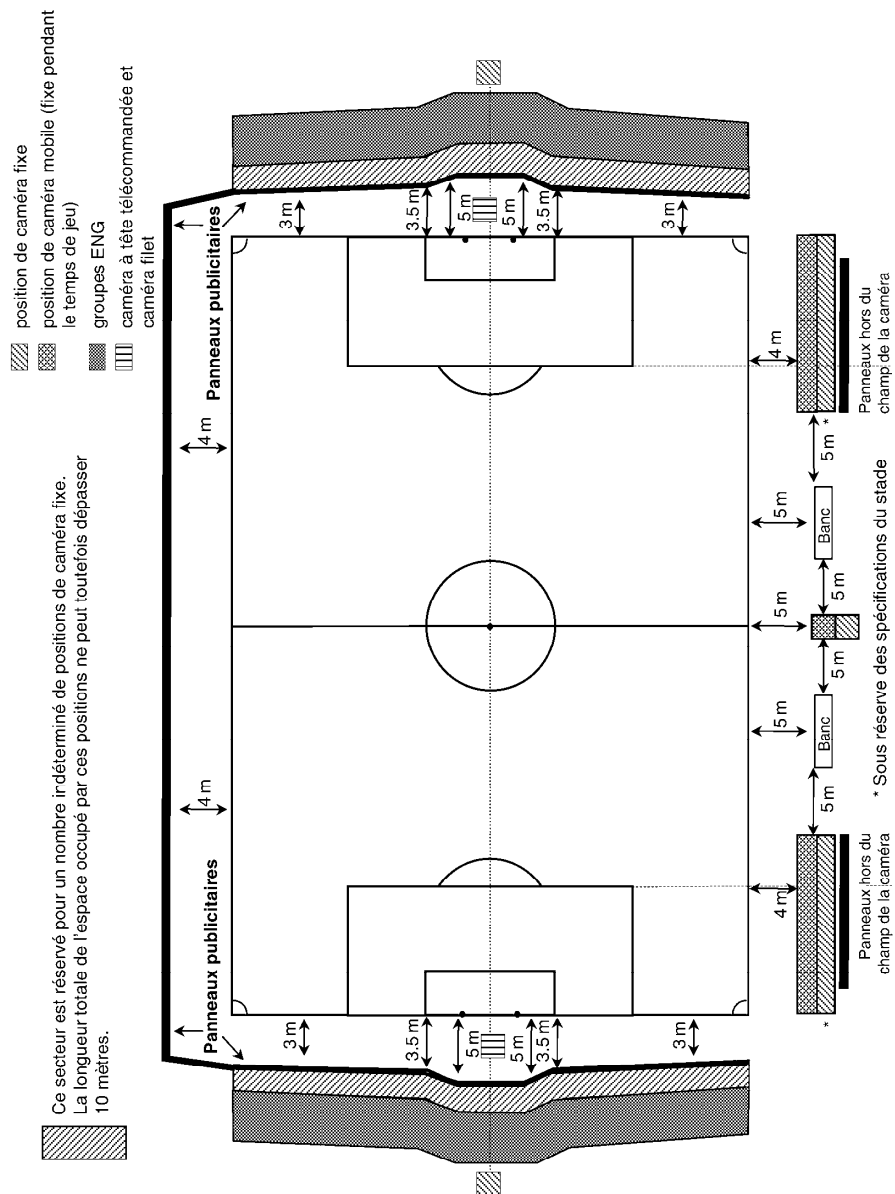 Ce secteur est réservé pour un nombre indéterminé de positions de caméra fixe.
La longueur totale de l'espace occupé par ces positions ne peut toutefois dépasser
10 mètres.
position de caméra fixe
position de caméra mobile (fixe pendant
le temps de jeu)
groupes ENG
caméra à tête télécommandée et
caméra filet
Panneaux publicitaires
Panneaux publicitaires
4 m
4 m
3 m
3 m
3.5 m
3.5 m
5 m
5 m
5 m
5 m
3.5 m
3.5 m
3 m
3 m
4 m
5 m
5 m
5 m
4 m
*
5 m
Banc
5 m
5 m
Banc
5 m
*
Panneaux hors du
champ de la caméra
Panneaux hors du
champ de la caméra
* Sous réserve des spécifications du stade